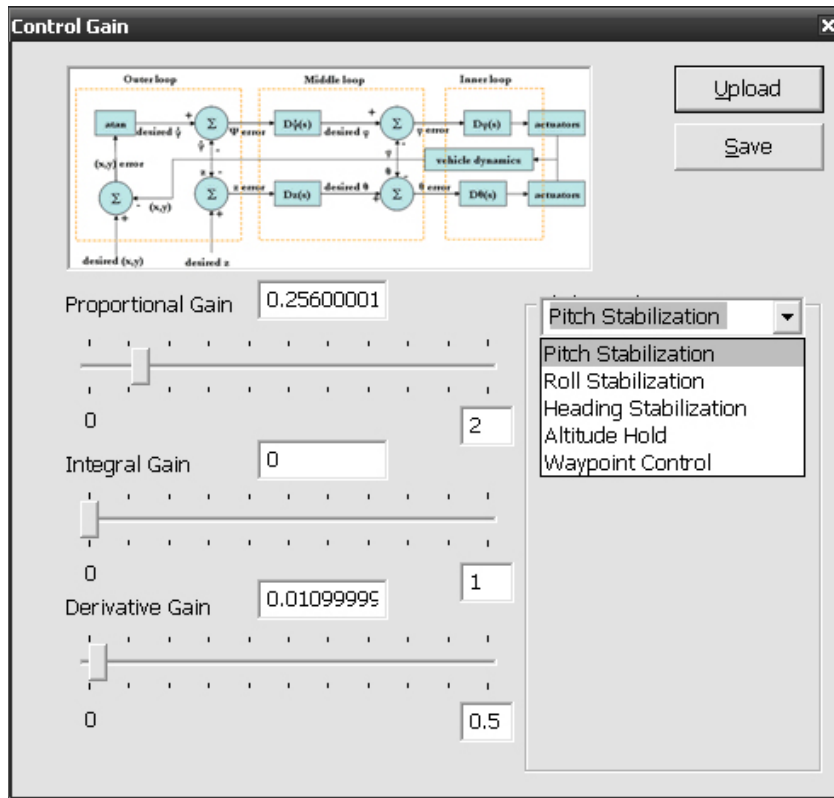 Control Gain
Outer loop
Middle loop
Inner loop
Upload
Save
atan
desired ψ̇
+
Σ
Ψ error
desired φ
+
Σ
φ error
Dφ(s)
actuators
(x,y) error
vehicle dynamics
Σ
- (x,y)
z -
Σ
+
z error
Dz(s)
desired θ
θ -
+
Σ
θ error
Dθ(s)
actuators
+
desired (x,y)
desired z
Proportional Gain
0.25600001
0
2
Integral Gain
0
0
1
Derivative Gain
0.01099999
0
0.5
Pitch Stabilization
Pitch Stabilization
Roll Stabilization
Heading Stabilization
Altitude Hold
Waypoint Control